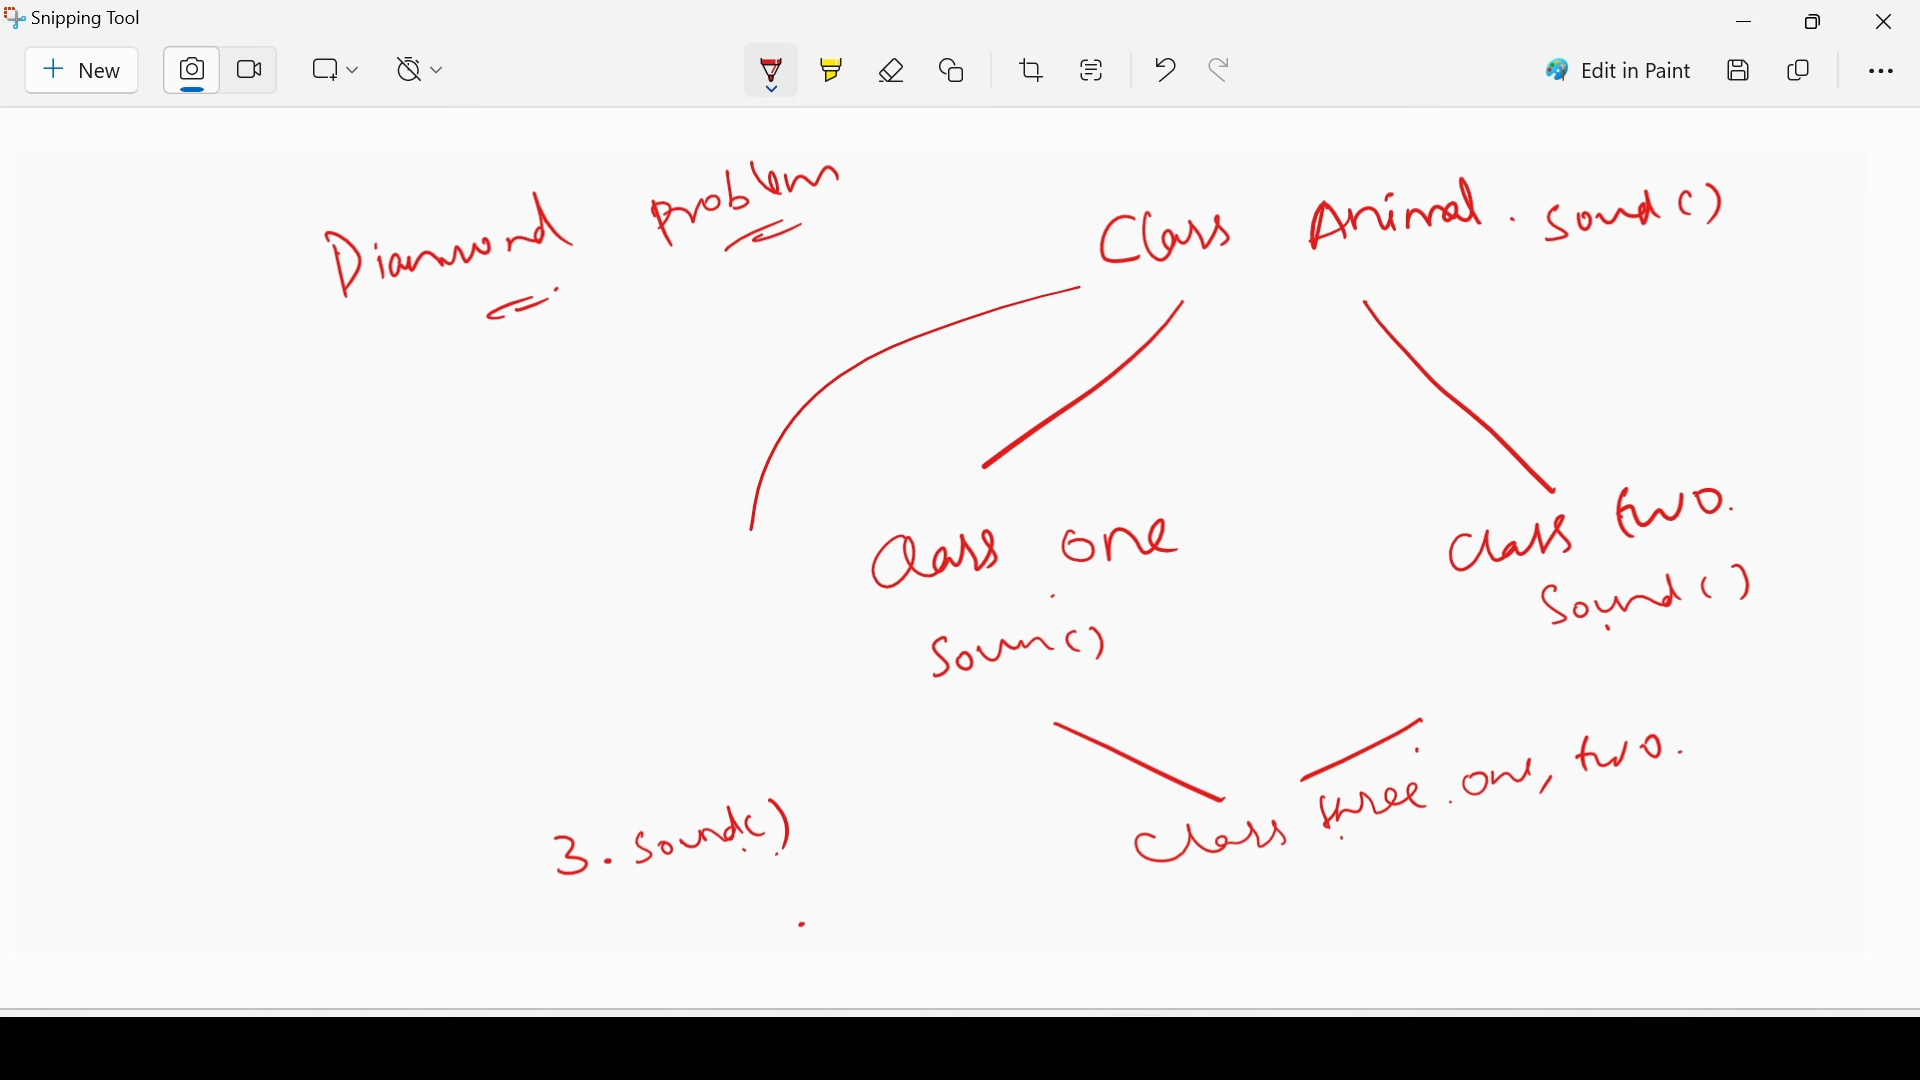 Snipping Tool
New
Edit in Paint
Diamond Problem
Class Animal. sound()
Class one
Class two.
Soun()
Sound()
Class three. one, two.
3. Sound()